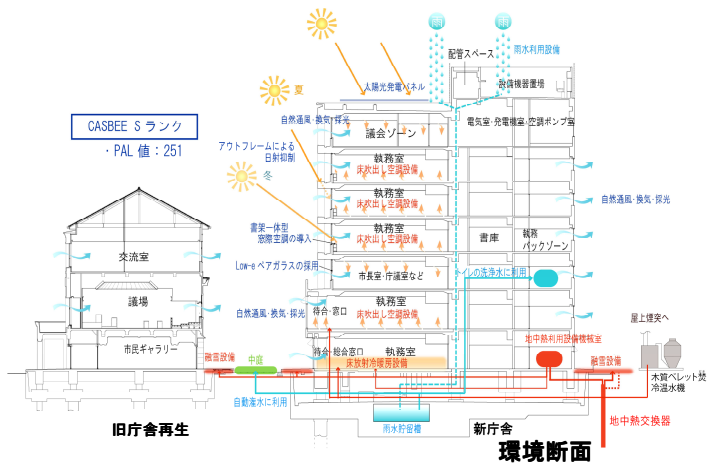 雨
雨
雨水利用設備
配管スペース
設備機器置場
太陽光発電パネル
夏
自然通風・換気・採光
議会ゾーン
電気室・発電機室・空調ポンプ室
CASBEE S ランク
・PAL 値：251
アウトフレームによる
日射抑制
執務室
床吹出し空調設備
冬
執務室
床吹出し空調設備
自然通風・換気・採光
書架一体型
窓際空調の導入
執務室
床吹出し空調設備
書庫
執務
バックゾーン
交流室
Low-e ペアガラスの採用
市長室・庁議室など
トイレの洗浄水に利用
議場
自然通風・換気・採光
待合・窓口
執務室
床吹出し空調設備
屋上煙突へ
地中熱利用設備機械室
市民ギャラリー
待合・総合窓口
執務室
床放射冷暖房設備
融雪設備
中庭
融雪設備
木質ペレット焚
冷温水機
自動灌水に利用
雨水貯留槽
地中熱交換器
旧庁舎再生
新庁舎
環境断面